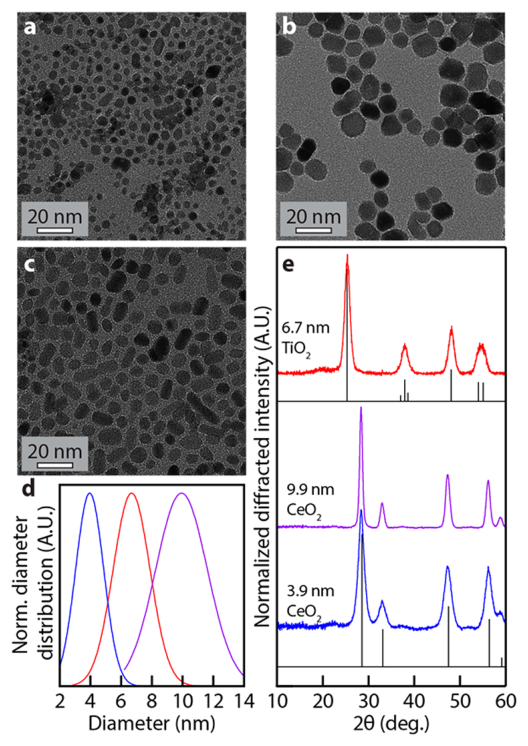 a
20 nm
b
20 nm
c
20 nm
d
Norm. diameter
distribution (A.U.)
2 4 6 8 10 12 14
Diameter (nm)
e
Normalized diffracted intensity (A.U.)
6.7 nm
TiO₂
9.9 nm
CeO₂
3.9 nm
CeO₂
10 20 30 40 50 60
2θ (deg.)